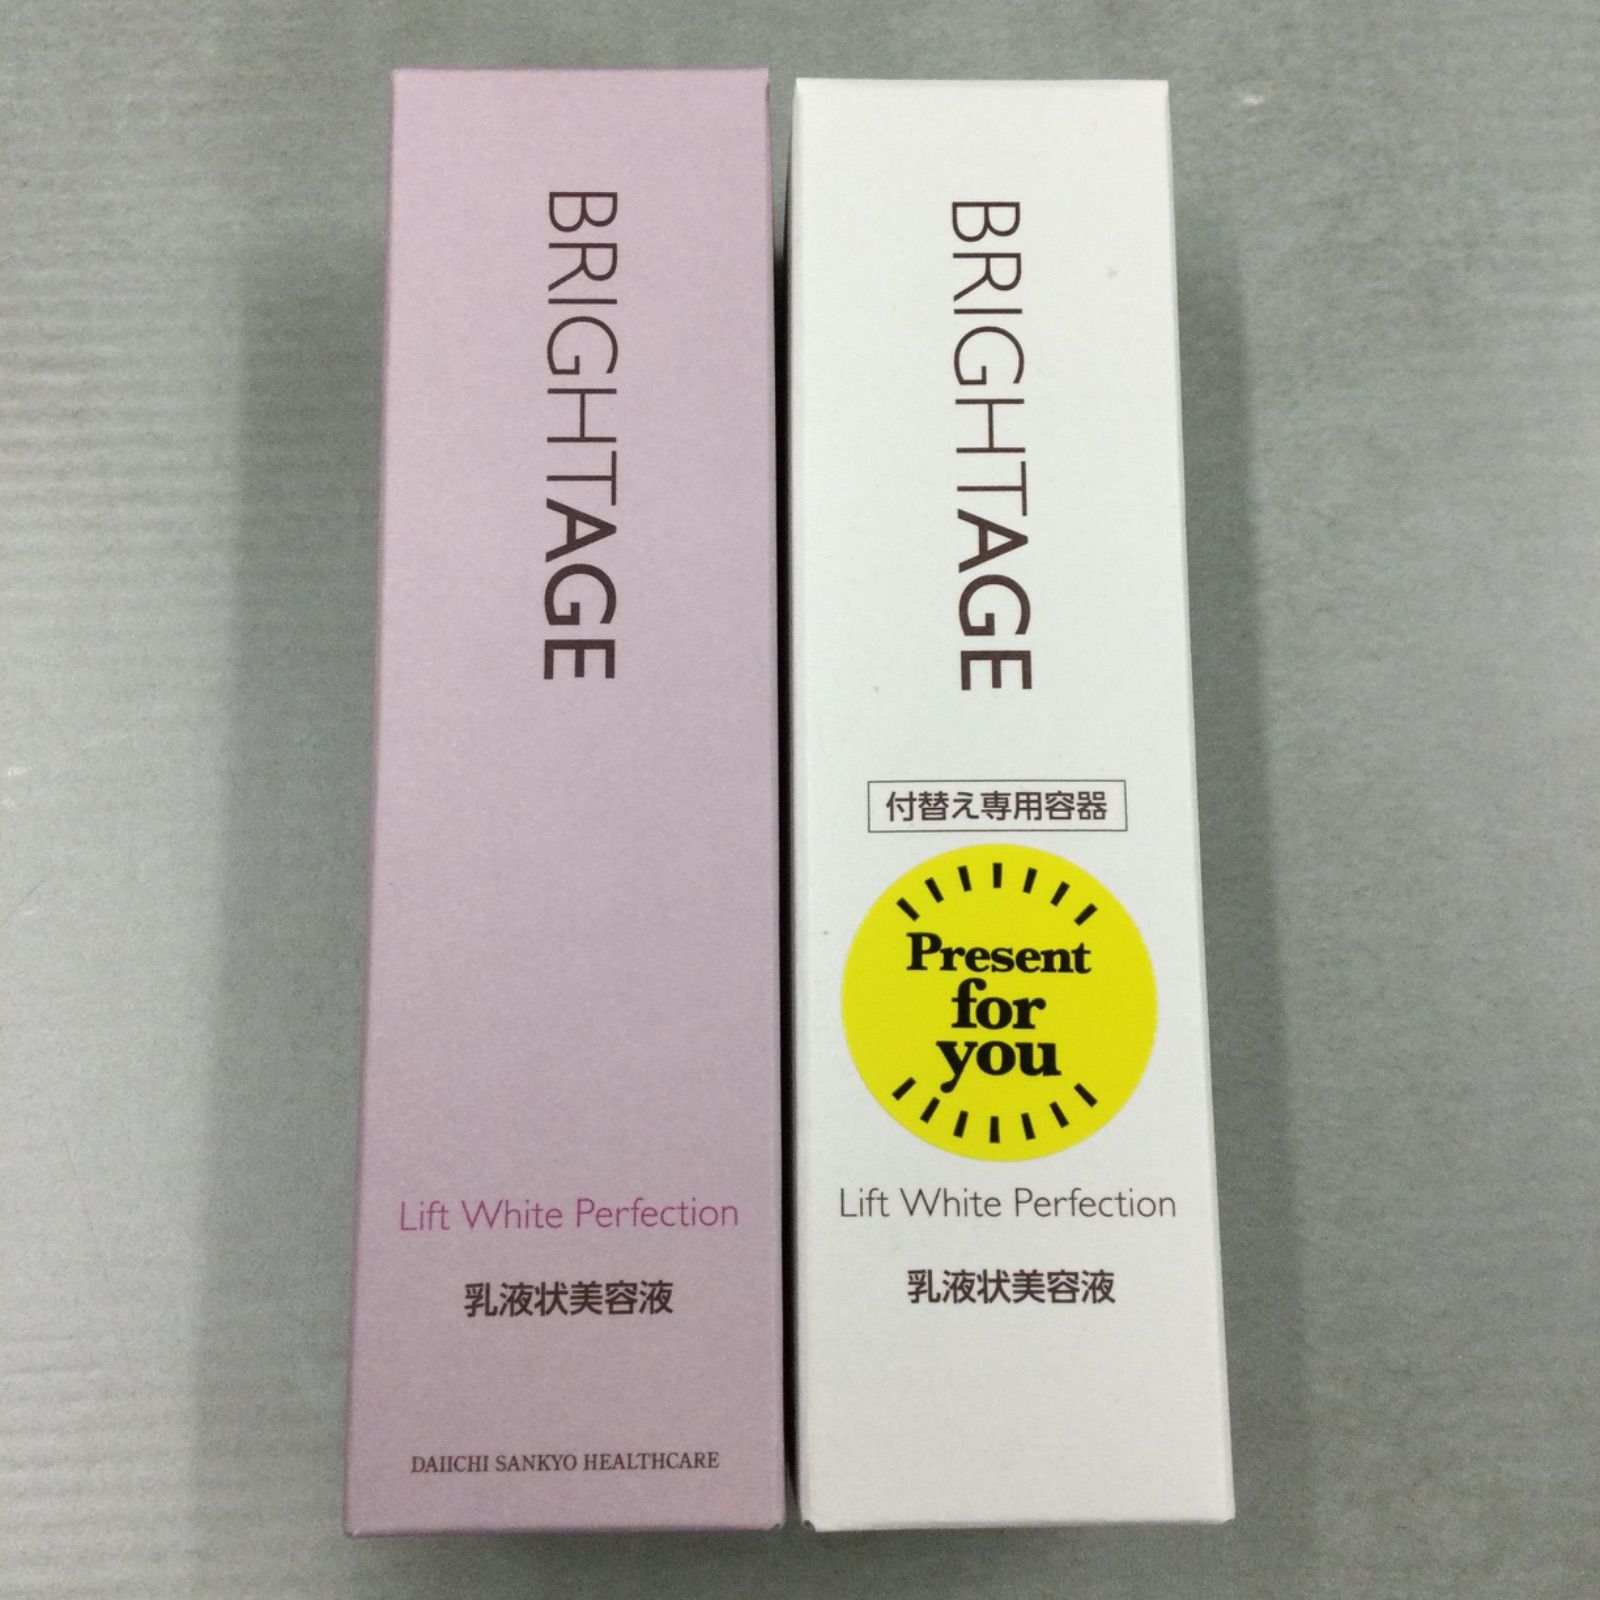 BRIGHTAGE
Lift White Perfection
乳液状美容液
DAIICHI SANKYO HEALTHCARE
BRIGHTAGE
付替え専用容器
Present
for
you
Lift White Perfection
乳液状美容液